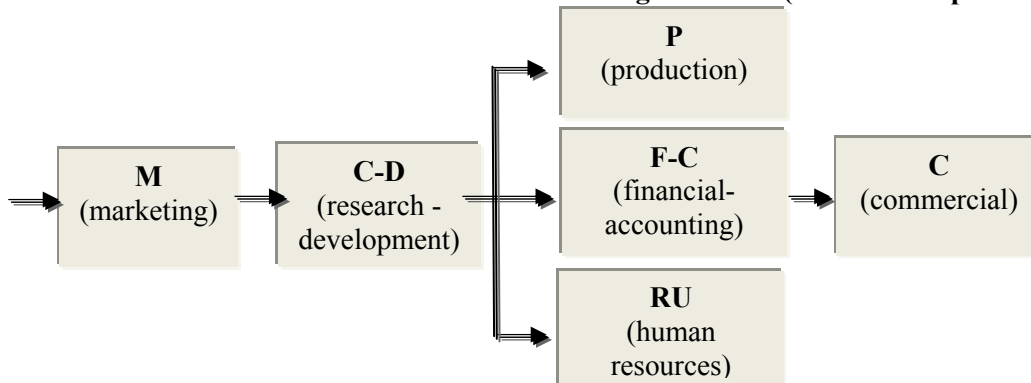 M
(marketing)
C-D
(research -
development)
P
(production)
F-C
(financial-
accounting)
RU
(human
resources)
C
(commercial)